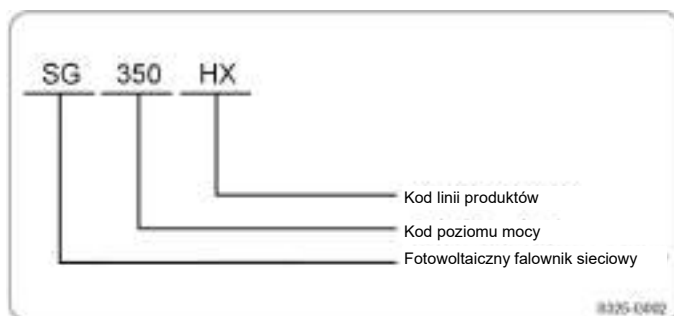 SG 350 HX
Kod linii produktów
Kod poziomu mocy
Fotowoltaiczny falownik sieciowy